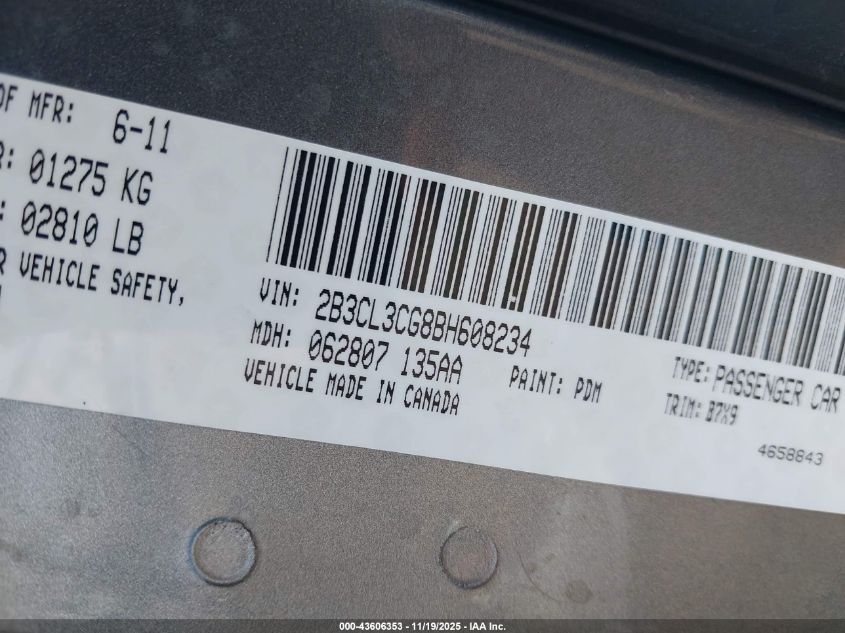 OF MFR: 6-11
R: 01275 KG
: 02810 LB
R VEHICLE SAFETY,
VIN: 2B3CL3CG8BH608234
MDH: 062807 135AA
VEHICLE MADE IN CANADA
PAINT: PDM
TYPE: PASSENGER CAR
TRIM: B7X9
4658843
000-43606353 - 11/19/2025 - IAA Inc.